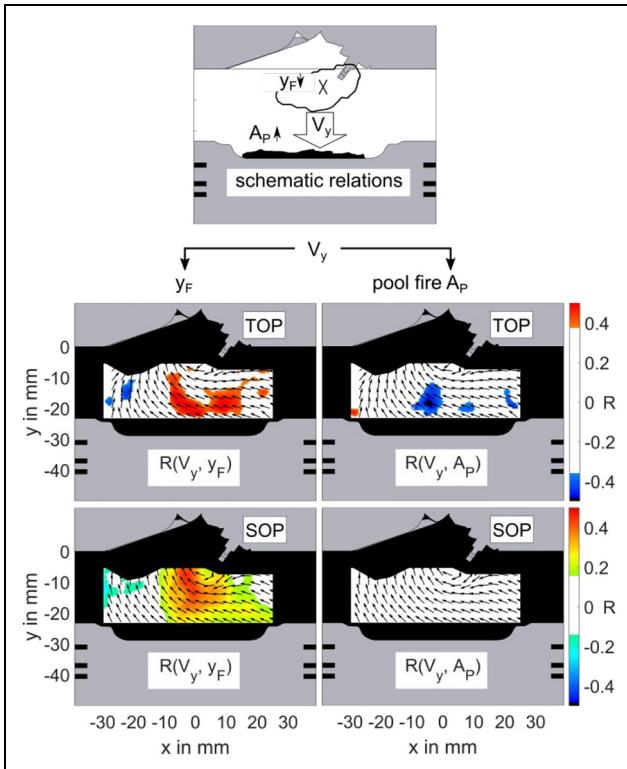 y_F
X
V_y
A_P
schematic relations
V_y
y_F
pool fire A_P
TOP
TOP
0
-10
-20
-30
-40
y in mm
R(V_y, y_F)
R(V_y, A_P)
0.4
0.2
0 R
-0.2
-0.4
SOP
SOP
0
-10
-20
-30
-40
y in mm
R(V_y, y_F)
R(V_y, A_P)
0.4
0.2
0 R
-0.2
-0.4
-30 -20 -10 0 10 20 30
-30 -20 -10 0 10 20 30
x in mm
x in mm